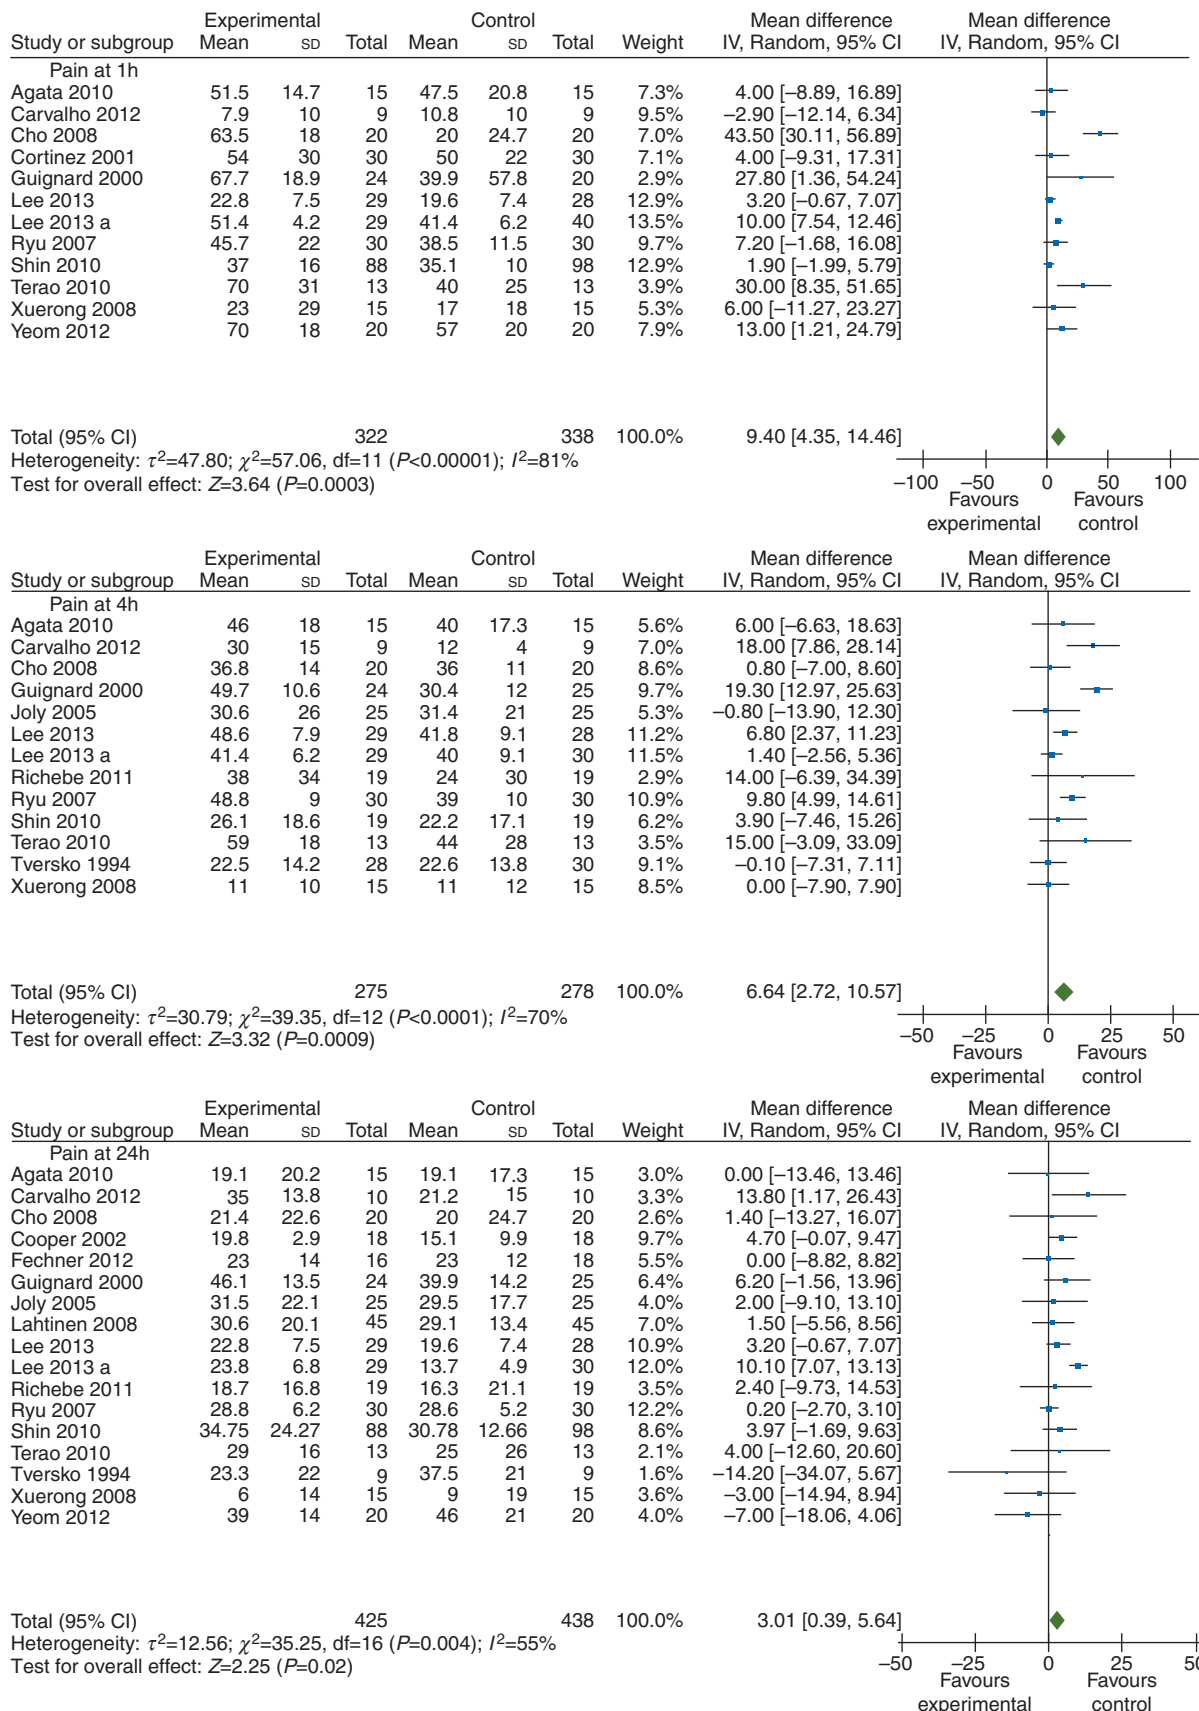 Experimental Control Mean difference Mean difference
Study or subgroup Mean SD Total Mean SD Total Weight IV, Random, 95% CI IV, Random, 95% CI
Pain at 1h
Agata 2010 51.5 14.7 15 47.5 20.8 15 7.3% 4.00 [–8.89, 16.89]
Carvalho 2012 7.9 10 9 10.8 10 9 9.5% –2.90 [–12.14, 6.34]
Cho 2008 63.5 18 20 20 24.7 20 7.0% 43.50 [30.11, 56.89]
Cortinez 2001 54 30 30 50 22 30 7.1% 4.00 [–9.31, 17.31]
Guignard 2000 67.7 18.9 24 39.9 57.8 20 2.9% 27.80 [1.36, 54.24]
Lee 2013 22.8 7.5 29 19.6 7.4 28 12.9% 3.20 [–0.67, 7.07]
Lee 2013 a 51.4 4.2 29 41.4 6.2 40 13.5% 10.00 [7.54, 12.46]
Ryu 2007 45.7 22 30 38.5 11.5 30 9.7% 7.20 [–1.68, 16.08]
Shin 2010 37 16 88 35.1 10 98 12.9% 1.90 [–1.99, 5.79]
Terao 2010 70 31 13 40 25 13 3.9% 30.00 [8.35, 51.65]
Xuerong 2008 23 29 15 17 18 15 5.3% 6.00 [–11.27, 23.27]
Yeom 2012 70 18 20 57 20 20 7.9% 13.00 [1.21, 24.79]
Total (95% CI) 322 338 100.0% 9.40 [4.35, 14.46]
Heterogeneity: τ²=47.80; χ²=57.06, df=11 (P<0.00001); I²=81%
Test for overall effect: Z=3.64 (P=0.0003)
–100 –50 0 50 100
Favours Favours
experimental control
Experimental Control Mean difference Mean difference
Study or subgroup Mean SD Total Mean SD Total Weight IV, Random, 95% CI IV, Random, 95% CI
Pain at 4h
Agata 2010 46 18 15 40 17.3 15 5.6% 6.00 [–6.63, 18.63]
Carvalho 2012 30 15 9 12 4 9 7.0% 18.00 [7.86, 28.14]
Cho 2008 36.8 14 20 36 11 20 8.6% 0.80 [–7.00, 8.60]
Guignard 2000 49.7 10.6 24 30.4 12 25 9.7% 19.30 [12.97, 25.63]
Joly 2005 30.6 26 25 31.4 21 25 5.3% –0.80 [–13.90, 12.30]
Lee 2013 48.6 7.9 29 41.8 9.1 28 11.2% 6.80 [2.37, 11.23]
Lee 2013 a 41.4 6.2 29 40 9.1 30 11.5% 1.40 [–2.56, 5.36]
Richebe 2011 38 34 19 24 30 19 2.9% 14.00 [–6.39, 34.39]
Ryu 2007 48.8 9 30 39 10 30 10.9% 9.80 [4.99, 14.61]
Shin 2010 26.1 18.6 19 22.2 17.1 19 6.2% 3.90 [–7.46, 15.26]
Terao 2010 59 18 13 44 28 13 3.5% 15.00 [–3.09, 33.09]
Tversko 1994 22.5 14.2 28 22.6 13.8 30 9.1% –0.10 [–7.31, 7.11]
Xuerong 2008 11 10 15 11 12 15 8.5% 0.00 [–7.90, 7.90]
Total (95% CI) 275 278 100.0% 6.64 [2.72, 10.57]
Heterogeneity: τ²=30.79; χ²=39.35, df=12 (P<0.0001); I²=70%
Test for overall effect: Z=3.32 (P=0.0009)
–50 –25 0 25 50
Favours Favours
experimental control
Experimental Control Mean difference Mean difference
Study or subgroup Mean SD Total Mean SD Total Weight IV, Random, 95% CI IV, Random, 95% CI
Pain at 24h
Agata 2010 19.1 20.2 15 19.1 17.3 15 3.0% 0.00 [–13.46, 13.46]
Carvalho 2012 35 13.8 10 21.2 15 10 3.3% 13.80 [1.17, 26.43]
Cho 2008 21.4 22.6 20 20 24.7 20 2.6% 1.40 [–13.27, 16.07]
Cooper 2002 19.8 2.9 18 15.1 9.9 18 9.7% 4.70 [–0.07, 9.47]
Fechner 2012 23 14 16 23 12 18 5.5% 0.00 [–8.82, 8.82]
Guignard 2000 46.1 13.5 24 39.9 14.2 25 6.4% 6.20 [–1.56, 13.96]
Joly 2005 31.5 22.1 25 29.5 17.7 25 4.0% 2.00 [–9.10, 13.10]
Lahtinen 2008 30.6 20.1 45 29.1 13.4 45 7.0% 1.50 [–5.56, 8.56]
Lee 2013 22.8 7.5 29 19.6 7.4 28 10.9% 3.20 [–0.67, 7.07]
Lee 2013 a 23.8 6.8 29 13.7 4.9 30 12.0% 10.10 [7.07, 13.13]
Richebe 2011 18.7 16.8 19 16.3 21.1 19 3.5% 2.40 [–9.73, 14.53]
Ryu 2007 28.8 6.2 30 28.6 5.2 30 12.2% 0.20 [–2.70, 3.10]
Shin 2010 34.75 24.27 88 30.78 12.66 98 8.6% 3.97 [–1.69, 9.63]
Terao 2010 29 16 13 25 26 13 2.1% 4.00 [–12.60, 20.60]
Tversko 1994 23.3 22 9 37.5 21 9 1.6% –14.20 [–34.07, 5.67]
Xuerong 2008 6 14 15 9 19 15 3.6% –3.00 [–14.94, 8.94]
Yeom 2012 39 14 20 46 21 20 4.0% –7.00 [–18.06, 4.06]
Total (95% CI) 425 438 100.0% 3.01 [0.39, 5.64]
Heterogeneity: τ²=12.56; χ²=35.25, df=16 (P=0.004); I²=55%
Test for overall effect: Z=2.25 (P=0.02)
–50 –25 0 25 50
Favours Favours
experimental control